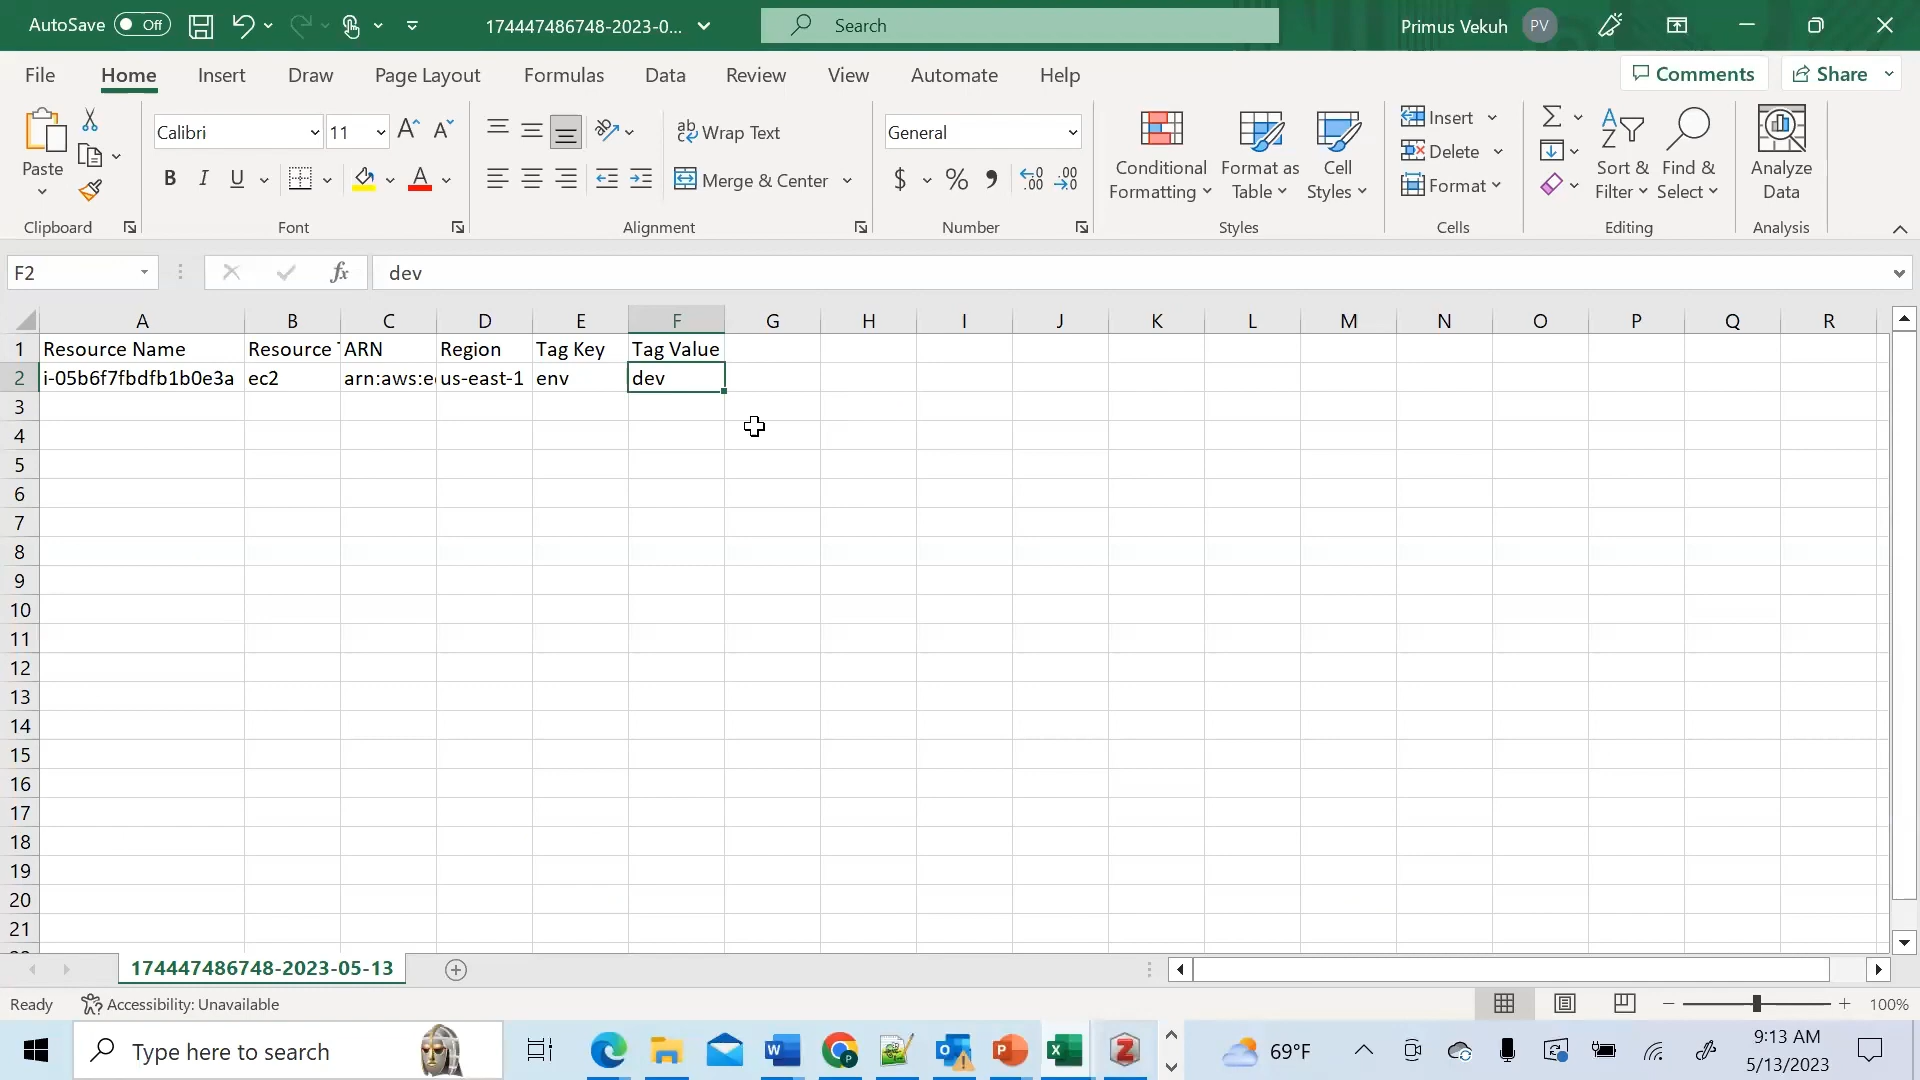 AutoSave Off 174447486748-2023-0... Search Primus Vekuh PV
File Home Insert Draw Page Layout Formulas Data Review View Automate Help Comments Share
Calibri 11 ab Wrap Text General Insert
Paste Conditional Format as Cell Delete Sort & Find & Analyze
B I U A Merge & Center $ % Formatting Table Styles Format Filter Select Data
Clipboard Font Alignment Number Styles Cells Editing Analysis
F2 fx dev
A B C D E F G H I J K L M N O P Q R
1 Resource Name Resource ARN Region Tag Key Tag Value
2 i-05b6f7fbdfb1b0e3a ec2 arn:aws:e us-east-1 env dev
3
4
5
6
7
8
9
10
11
12
13
14
15
16
17
18
19
20
21
174447486748-2023-05-13
Ready Accessibility: Unavailable 100%
Type here to search 69°F 9:13 AM
5/13/2023